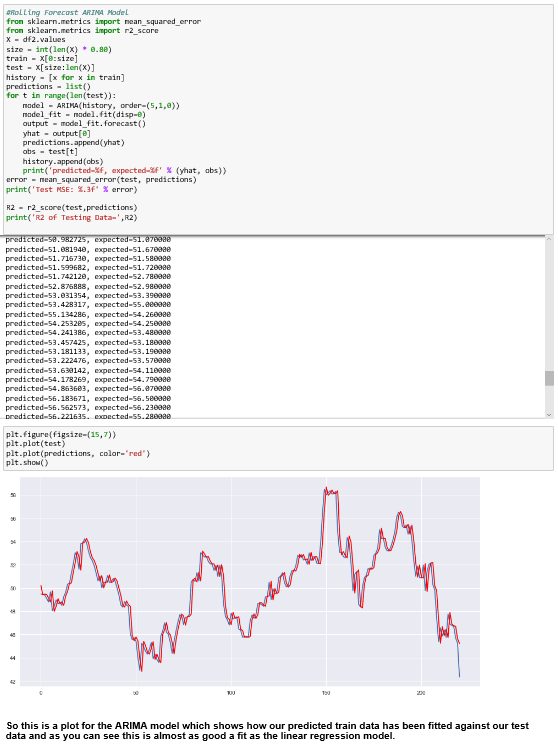 #Rolling Forecast ARIMA Model
from sklearn.metrics import mean_squared_error
from sklearn.metrics import r2_score
X = df2.values
size = int(len(X) * 0.80)
train = X[0:size]
test = X[size:len(X)]
history = [x for x in train]
predictions = list()
for t in range(len(test)):
    model = ARIMA(history, order=(5,1,0))
    model_fit = model.fit(disp=0)
    output = model_fit.forecast()
    yhat = output[0]
    predictions.append(yhat)
    obs = test[t]
    history.append(obs)
    print('predicted=%f, expected=%f' % (yhat, obs))
error = mean_squared_error(test, predictions)
print('Test MSE: %.3f' % error)
R2 = r2_score(test,predictions)
print('R2 of Testing Data=',R2)
predicted=50.982725, expected=51.070000
predicted=51.081940, expected=51.670000
predicted=51.716730, expected=51.580000
predicted=51.599682, expected=51.720000
predicted=51.742120, expected=52.780000
predicted=52.876888, expected=52.980000
predicted=53.031354, expected=53.390000
predicted=53.428317, expected=55.000000
predicted=55.134286, expected=54.260000
predicted=54.253205, expected=54.250000
predicted=54.241386, expected=53.480000
predicted=53.457425, expected=53.180000
predicted=53.181133, expected=53.190000
predicted=53.222476, expected=53.570000
predicted=53.630142, expected=54.110000
predicted=54.178269, expected=54.790000
predicted=54.863603, expected=56.070000
predicted=56.183671, expected=56.500000
predicted=56.562573, expected=56.230000
predicted=56.221635, expected=55.280000
plt.figure(figsize=(15,7))
plt.plot(test)
plt.plot(predictions, color='red')
plt.show()
58
56
54
52
50
48
46
44
42
0 50 100 150 200
So this is a plot for the ARIMA model which shows how our predicted train data has been fitted against our test
data and as you can see this is almost as good a fit as the linear regression model.